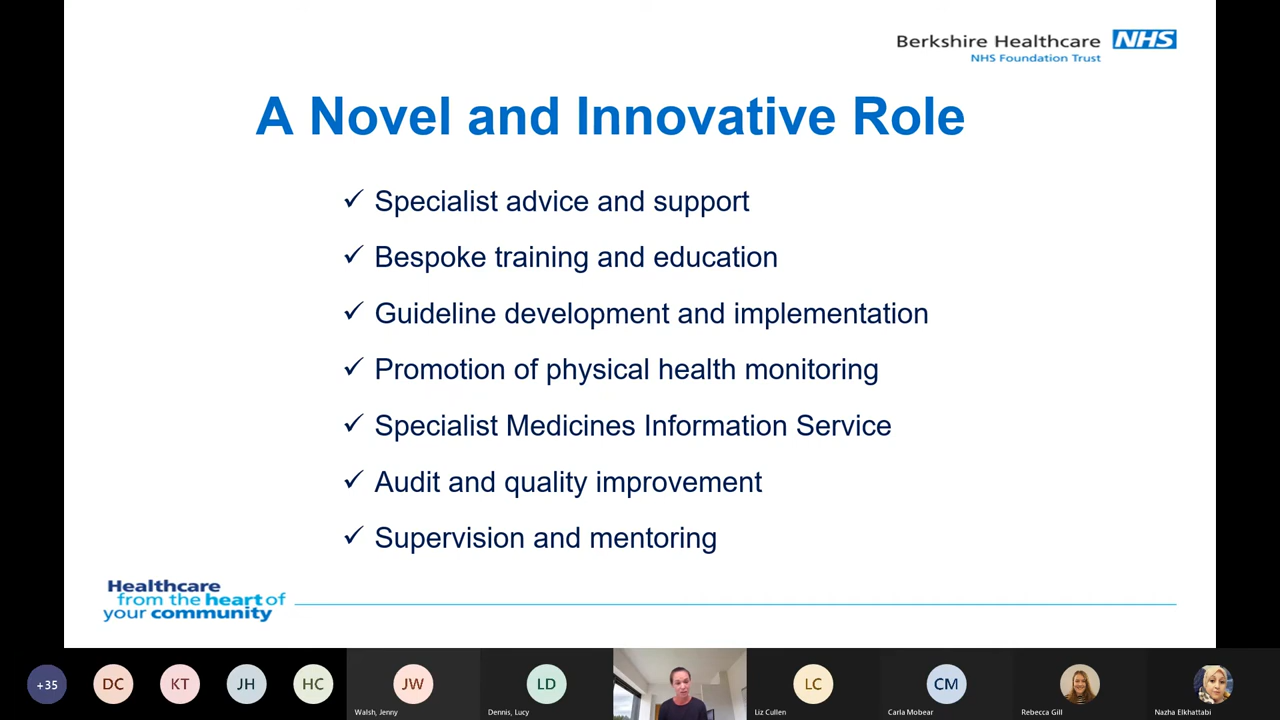 Berkshire Healthcare NHS
NHS Foundation Trust
A Novel and Innovative Role
✓ Specialist advice and support
✓ Bespoke training and education
✓ Guideline development and implementation
✓ Promotion of physical health monitoring
✓ Specialist Medicines Information Service
✓ Audit and quality improvement
✓ Supervision and mentoring
Healthcare
from the heart of
your community
+35
DC
KT
JH
HC
JW
LD
LC
CM
Walsh, Jenny
Dennis, Lucy
Liz Cullen
Carla Mobear
Rebecca Gill
Nazha Elkhattabi